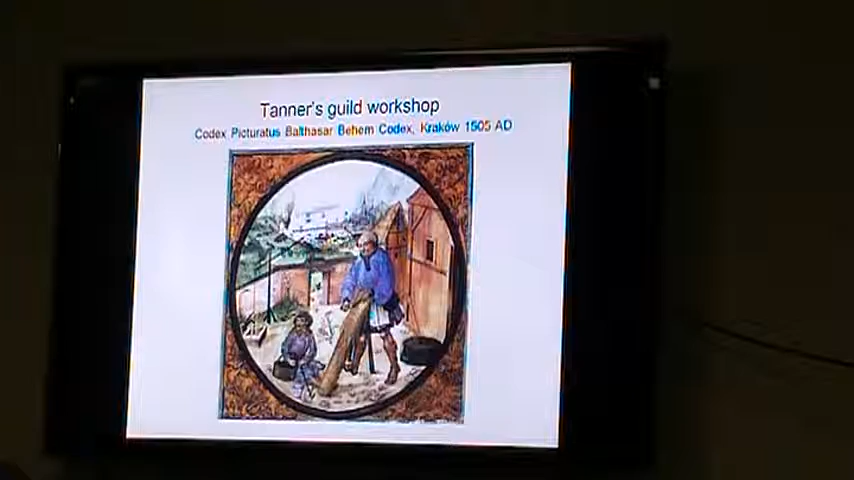 Tanner's guild workshop
Codex Picturatus Balthasar Behem Codex, Kraków 1505 AD